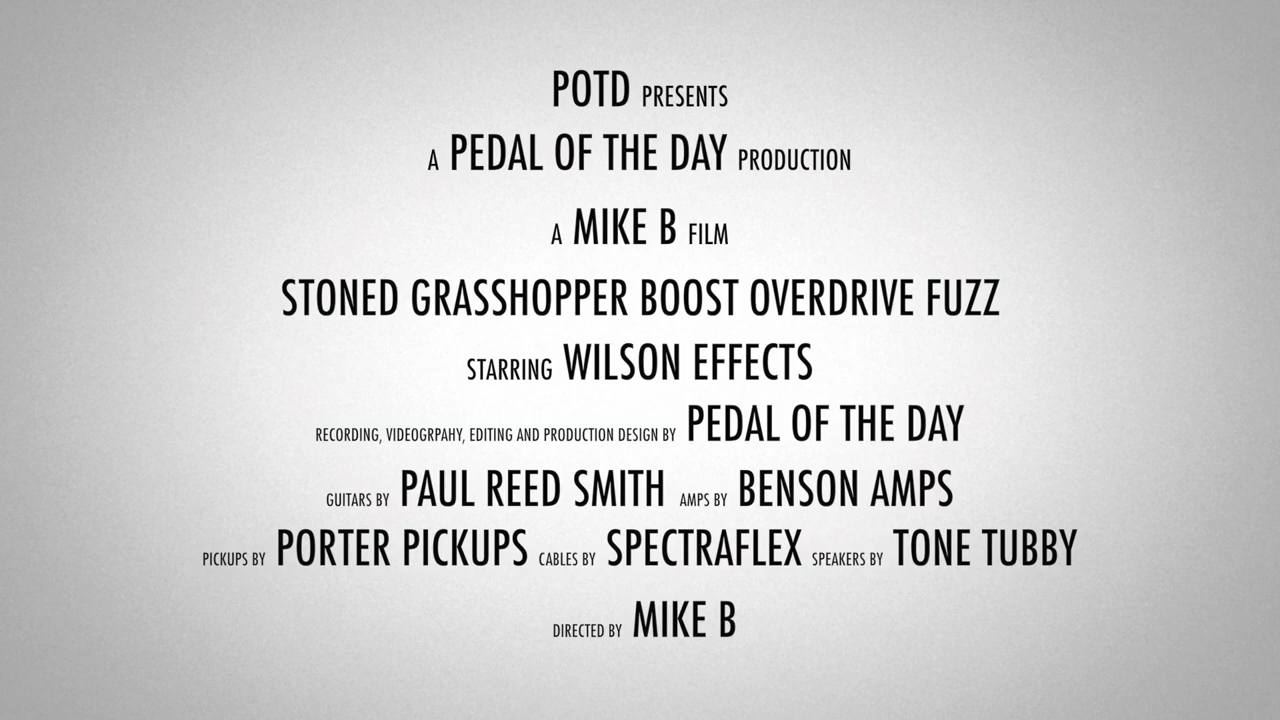 POTD PRESENTS
A PEDAL OF THE DAY PRODUCTION
A MIKE B FILM
STONED GRASSHOPPER BOOST OVERDRIVE FUZZ
STARRING WILSON EFFECTS
RECORDING, VIDEOGRPAHY, EDITING AND PRODUCTION DESIGN BY PEDAL OF THE DAY
GUITARS BY PAUL REED SMITH AMPS BY BENSON AMPS
PICKUPS BY PORTER PICKUPS CABLES BY SPECTRAFLEX SPEAKERS BY TONE TUBBY
DIRECTED BY MIKE B